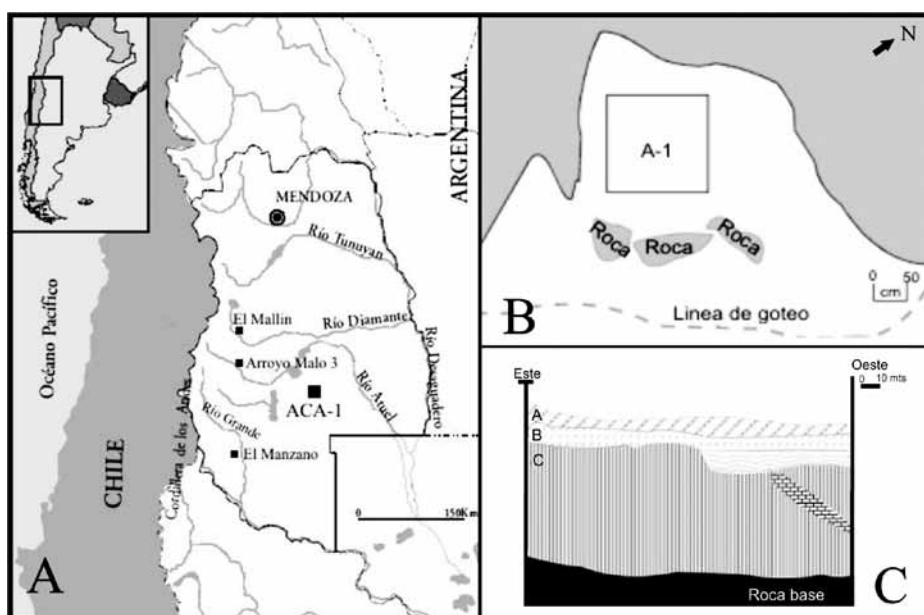 ARGENTINA
MENDOZA
Río Tunuyan
Océano Pacífico
El Mallin
Río Diamante
Arroyo Malo 3
Río Desaguadero
Río Atuel
ACA-1
Río Grande
Cordillera de los Andes
CHILE
El Manzano
0
150K m
A
N
A-1
Roca
Roca
Roca
0 50
cm
B
Linea de goteo
Este
Oeste
0 10 mts
A
B
C
Roca base
C